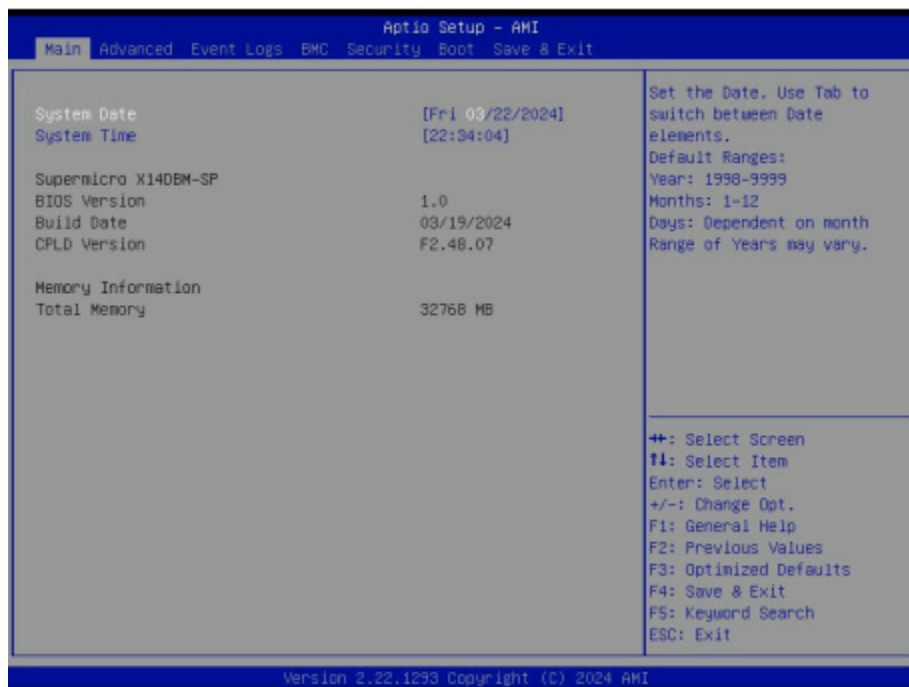 Aptio Setup - AMI
Main Advanced Event Logs BMC Security Boot Save & Exit
System Date [Fri 03/22/2024]
System Time [22:34:04]
Supermicro X14DBM-SP
BIOS Version 1.0
Build Date 03/19/2024
CPLD Version F2.48.07
Memory Information
Total Memory 32768 MB
Set the Date. Use Tab to
switch between Date
elements.
Default Ranges:
Year: 1998-9999
Months: 1-12
Days: Dependent on month
Range of Years may vary.
→←: Select Screen
↑↓: Select Item
Enter: Select
+/-: Change Opt.
F1: General Help
F2: Previous Values
F3: Optimized Defaults
F4: Save & Exit
F5: Keyword Search
ESC: Exit
Version 2.22.1293 Copyright (C) 2024 AMI